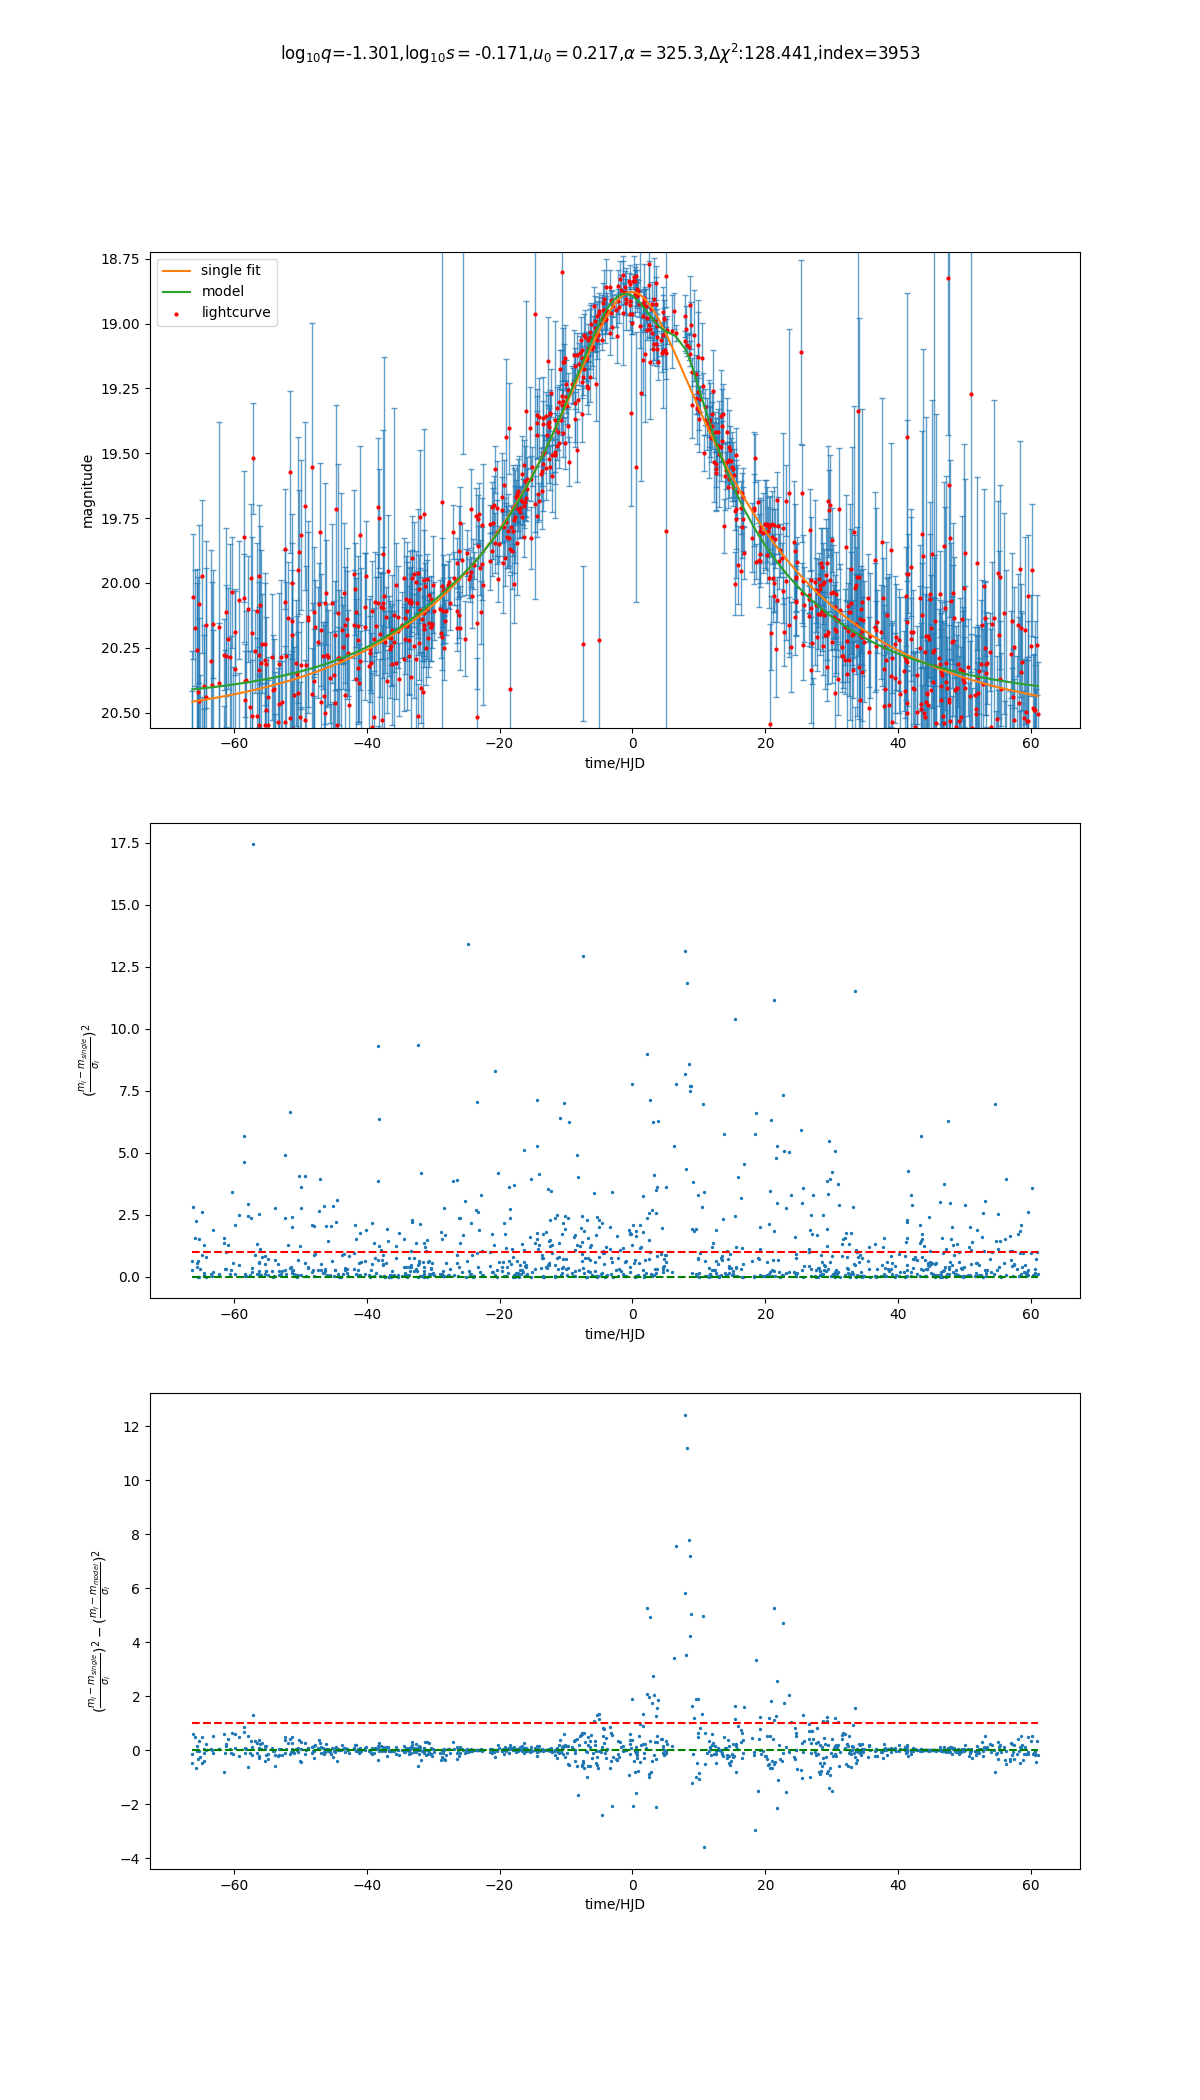 log₁₀q=-1.301,log₁₀s = -0.171,u₀ = 0.217,α = 325.3,Δχ²:128.441,index=3953
single fit
model
lightcurve
18.75
19.00
19.25
19.50
19.75
20.00
20.25
20.50
magnitude
−60 −40 −20 0 20 40 60
time/HJD
17.5
15.0
12.5
10.0
7.5
5.0
2.5
0.0
(mᵢ − m_single / σᵢ)²
−60 −40 −20 0 20 40 60
time/HJD
12
10
8
6
4
2
0
−2
−4
(mᵢ − m_single / σᵢ)² − (mᵢ − m_model / σᵢ)²
−60 −40 −20 0 20 40 60
time/HJD